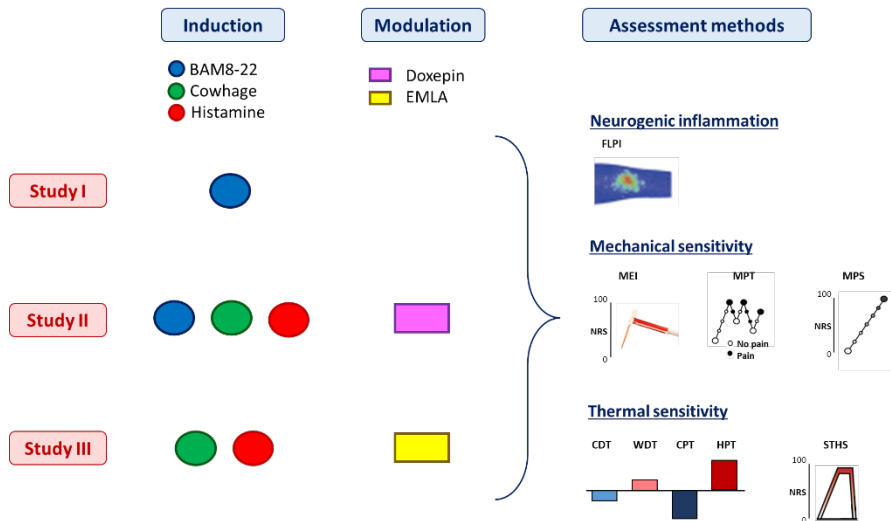 Induction
Modulation
Assessment methods
BAM8-22
Cowhage
Histamine
Doxepin
EMLA
Neurogenic inflammation
FLPI
Study I
Mechanical sensitivity
MEI
MPT
MPS
100
NRS
0
No pain
Pain
100
NRS
0
Study II
Thermal sensitivity
CDT
WDT
CPT
HPT
STHS
100
NRS
0
Study III